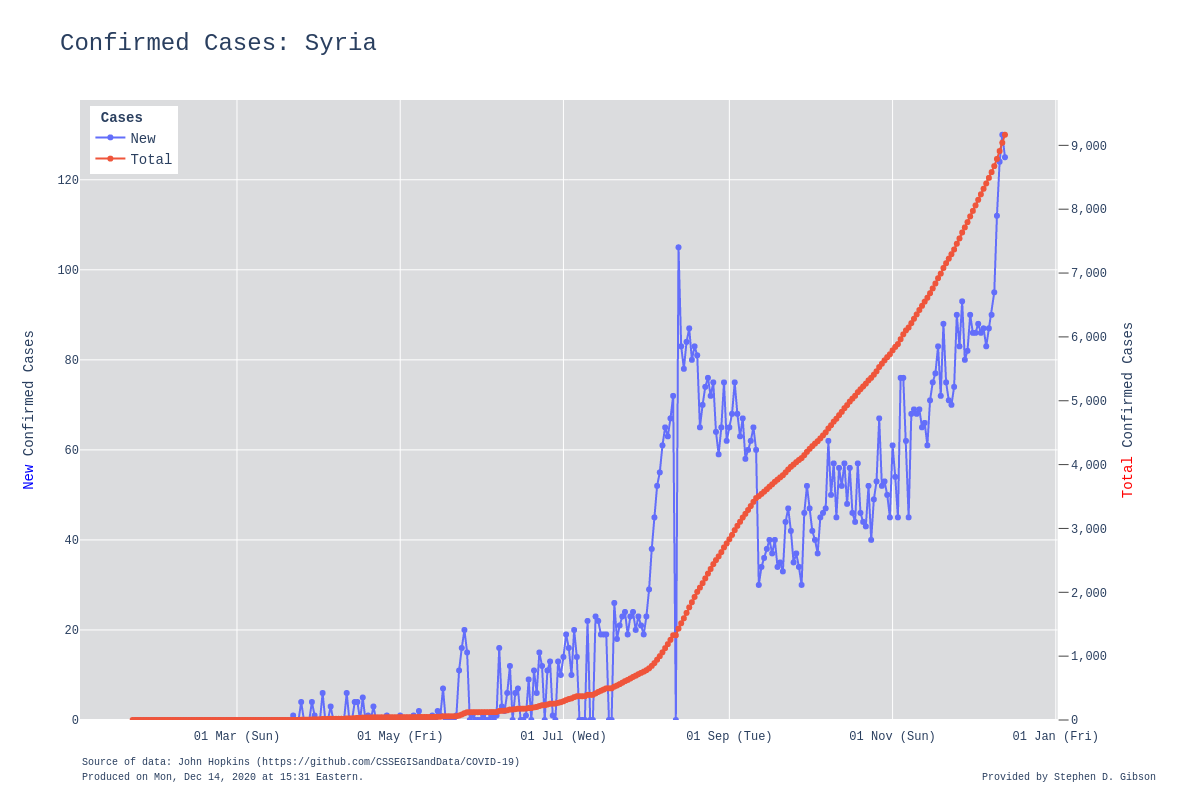 Confirmed Cases: Syria
Cases
New
Total
120
100
80
60
40
20
0
New Confirmed Cases
9,000
8,000
7,000
6,000
5,000
4,000
3,000
2,000
1,000
0
Total Confirmed Cases
01 Mar (Sun)
01 May (Fri)
01 Jul (Wed)
01 Sep (Tue)
01 Nov (Sun)
01 Jan (Fri)
Source of data: John Hopkins (https://github.com/CSSEGISandData/COVID-19)
Produced on Mon, Dec 14, 2020 at 15:31 Eastern.
Provided by Stephen D. Gibson